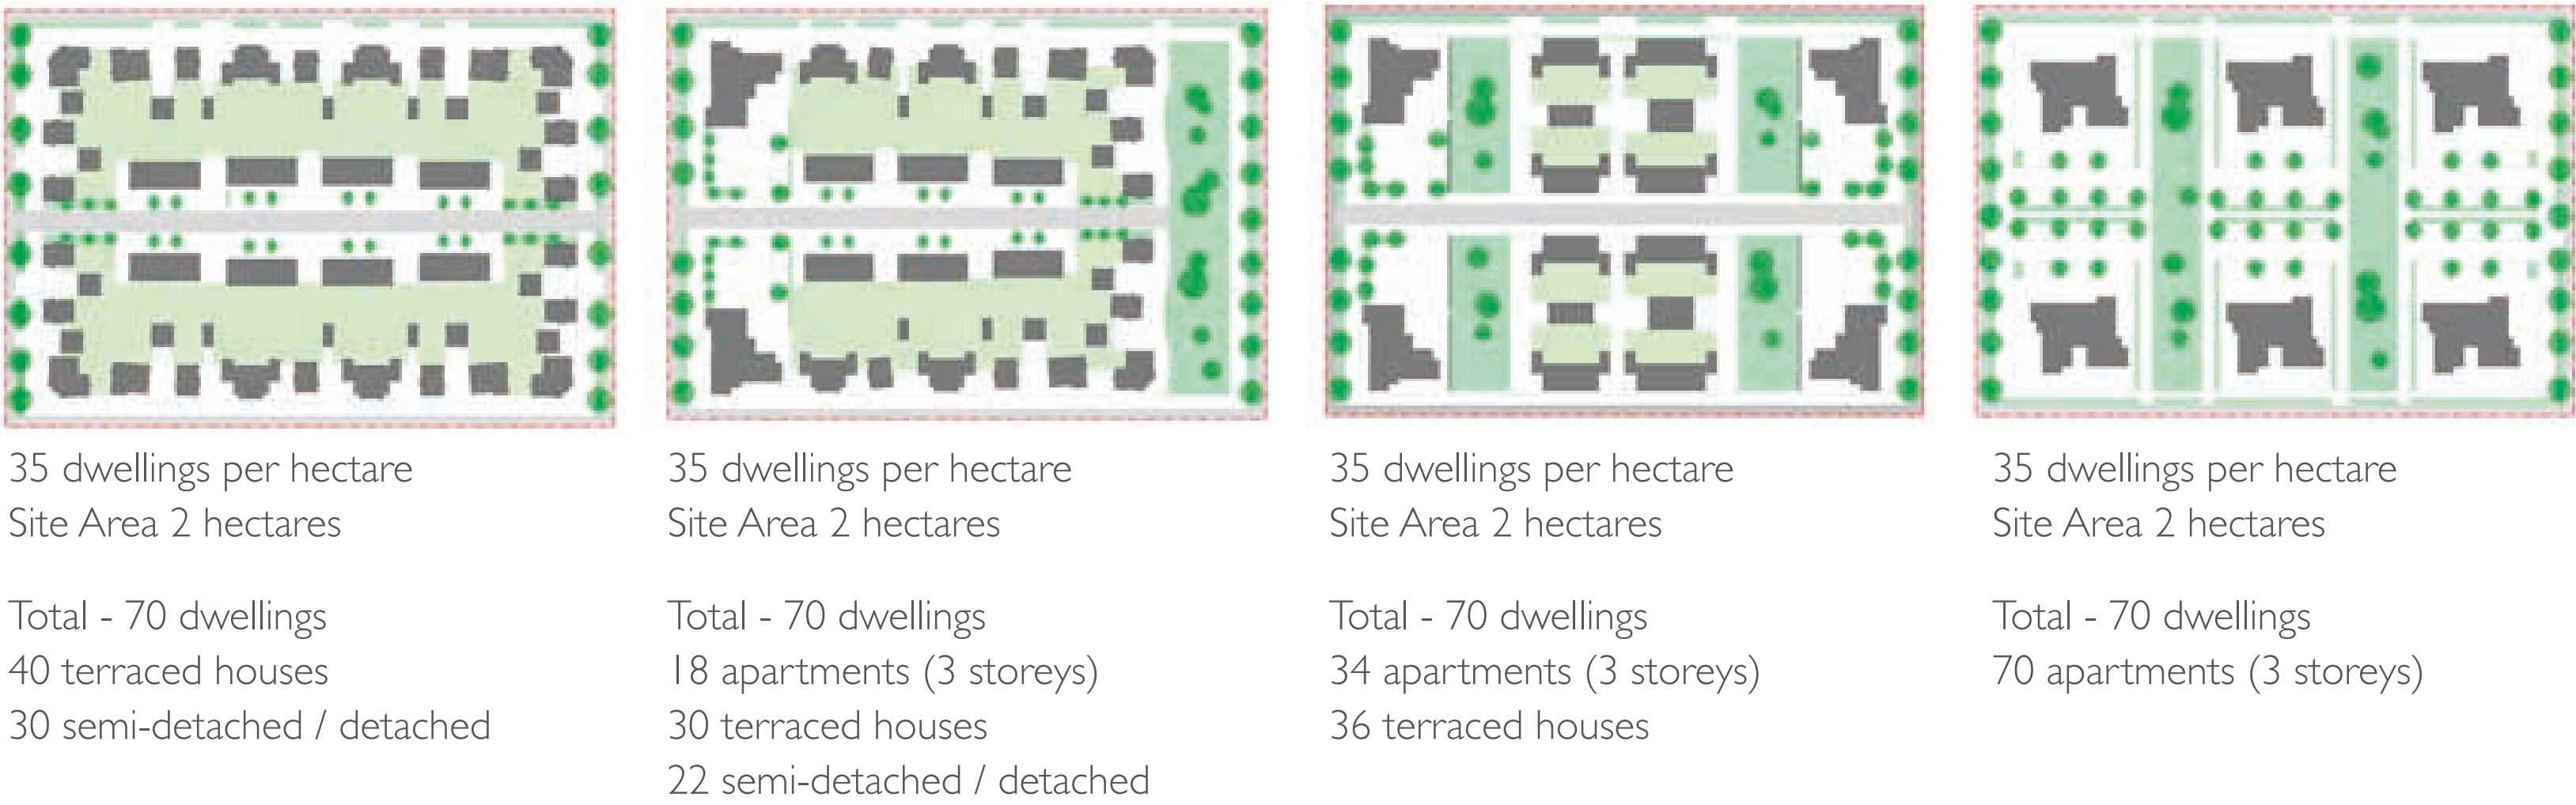 35 dwellings per hectare
Site Area 2 hectares
Total - 70 dwellings
40 terraced houses
30 semi-detached / detached
35 dwellings per hectare
Site Area 2 hectares
Total - 70 dwellings
18 apartments (3 storeys)
30 terraced houses
22 semi-detached / detached
35 dwellings per hectare
Site Area 2 hectares
Total - 70 dwellings
34 apartments (3 storeys)
36 terraced houses
35 dwellings per hectare
Site Area 2 hectares
Total - 70 dwellings
70 apartments (3 storeys)